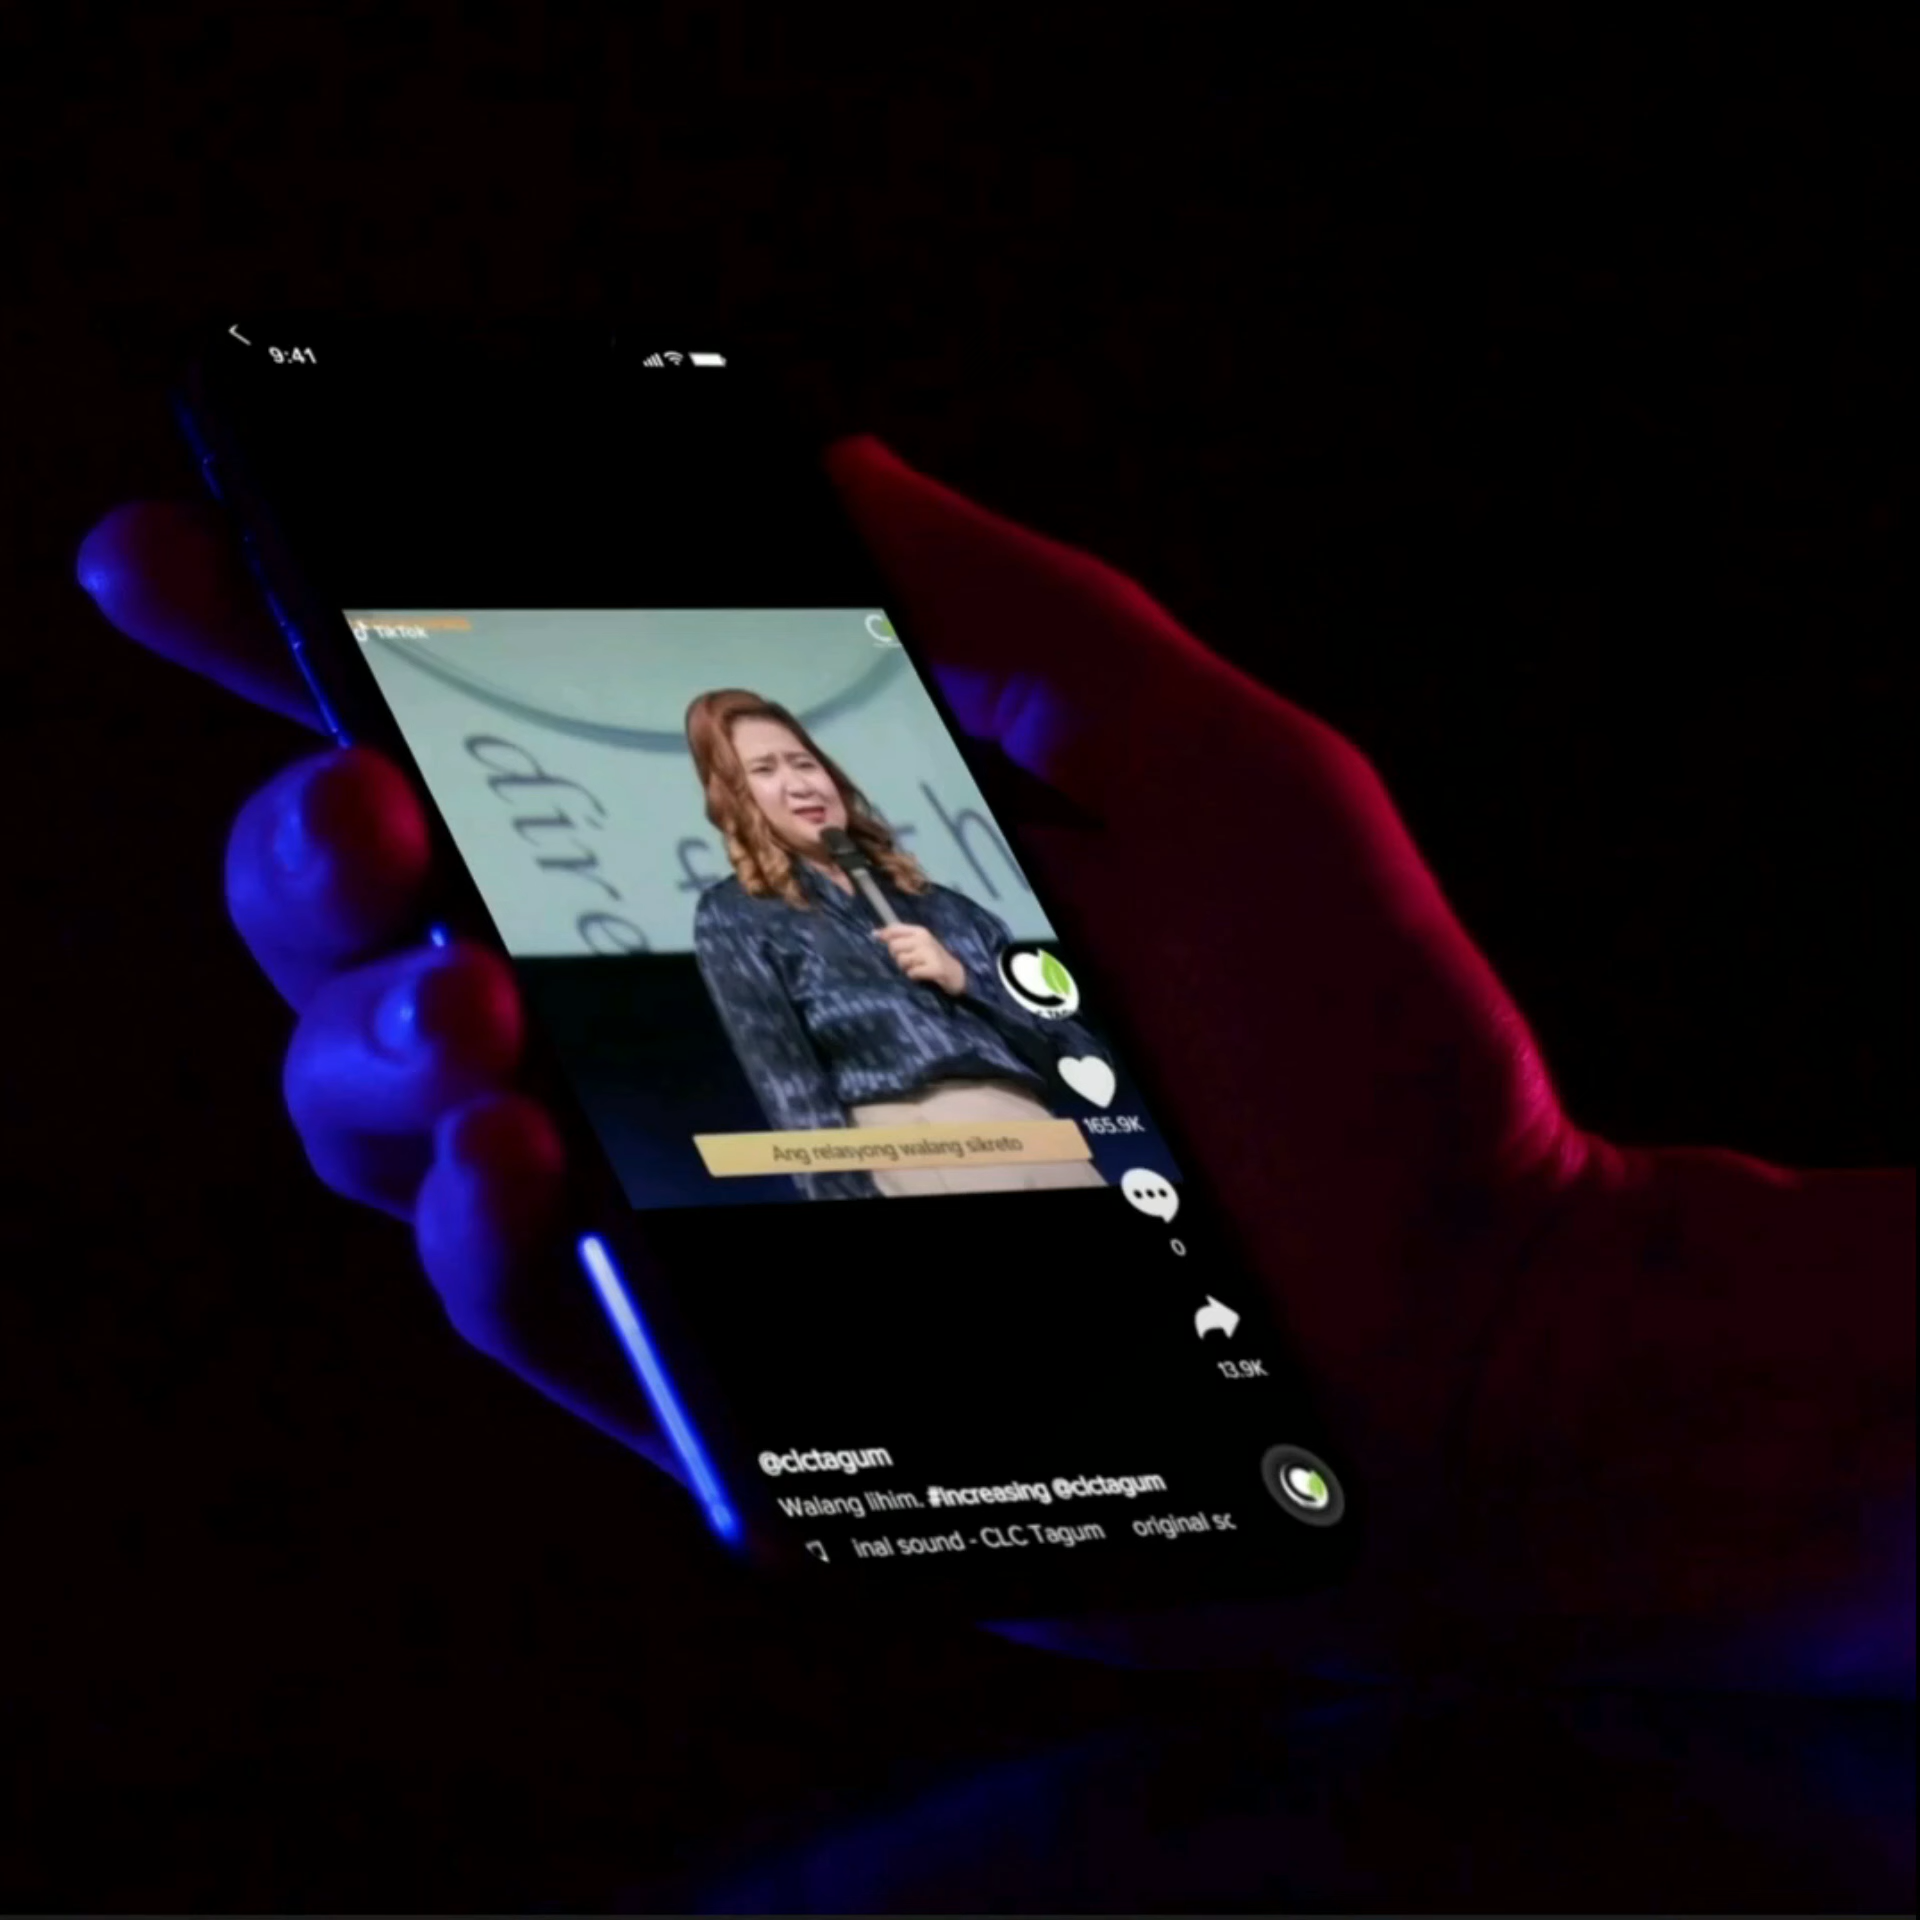 9:41
TikTok
dire
Ang relasyong walang sikreto
165.9K
0
13.9K
@clctagum
Walang lihim. #increasing @clctagum
inal sound - CLC Tagum original sc